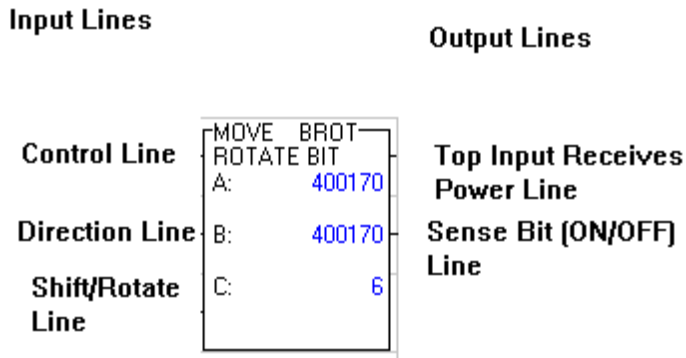 Input Lines
Output Lines
MOVE BROT
Control Line
ROTATE BIT
Top Input Receives
Power Line
A: 400170
Direction Line
B: 400170
Sense Bit (ON/OFF)
Line
Shift/Rotate
Line
C: 6